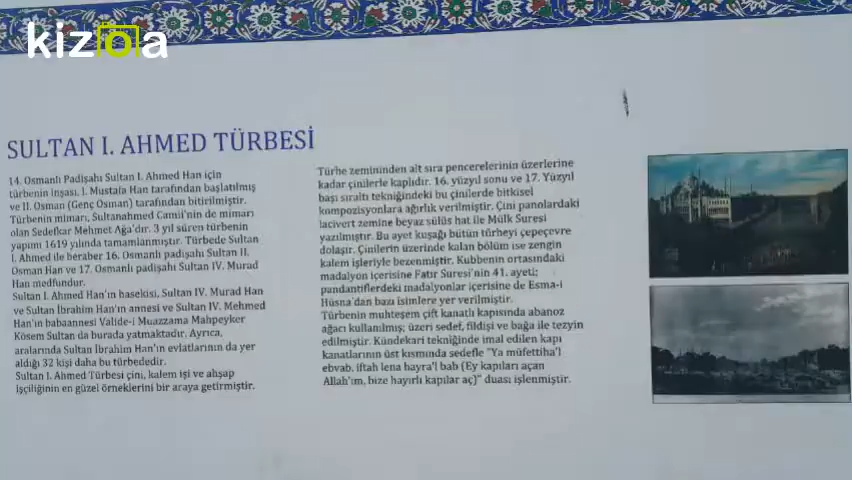 kizoa
SULTAN I. AHMED TÜRBESİ
14. Osmanlı Padişahı Sultan I. Ahmed Han için
türbenin inşası, I. Mustafa Han tarafından başlatılmış
ve II. Osman (Genç Osman) tarafından bitirilmiştir.
Türbenin mimarı, Sultanahmed Camii'nin de mimarı
olan Sedefkar Mehmet Ağa'dır. 3 yıl süren türbenin
yapımı 1619 yılında tamamlanmıştır. Türbede Sultan
I. Ahmed ile beraber 16. Osmanlı padişahı Sultan II.
Osman Han ve 17. Osmanlı padişahı Sultan IV. Murad
Han medfundur.
Sultan I. Ahmed Han'ın hasekisi, Sultan IV. Murad Han
ve Sultan İbrahim Han'ın annesi ve Sultan IV. Mehmed
Han'ın babaannesi Valide-i Muazzama Mahpeyker
Kösem Sultan da burada yatmaktadır. Ayrıca,
aralarında Sultan İbrahim Han'ın evlatlarının da yer
aldığı 32 kişi daha bu türbededir.
Sultan I. Ahmed Türbesi çini, kalem işi ve ahşap
işçiliğinin en güzel örneklerini bir araya getirmiştir.
Türbe zemininden alt sıra pencerelerinin üzerlerine
kadar çinilerle kaplıdır. 16. yüzyıl sonu ve 17. Yüzyıl
başı sıraltı tekniğindeki bu çinilerde bitkisel
kompozisyonlara ağırlık verilmiştir. Çini panolardaki
lacivert zemine beyaz sülüs hat ile Mülk Suresi
yazılmıştır. Bu ayet kuşağı bütün türbeyi çepeçevre
dolaşır. Çinilerin üzerinde kalan bölüm ise zengin
kalem işleriyle bezenmiştir. Kubbenin ortasındaki
madalyon içerisine Fatır Suresi'nin 41. ayeti;
pandantiflerdeki madalyonlar içerisine de Esma-i
Hüsna'dan bazı isimlere yer verilmiştir.
Türbenin muhteşem çift kanatlı kapısında abanoz
ağacı kullanılmış; üzeri sedef, fildişi ve bağa ile tezyin
edilmiştir. Kündekari tekniğinde imal edilen kapı
kanatlarının üst kısmında sedefle "Ya müfettiha'l
ebvab, iftah lena hayra'l bab (Ey kapıları açan
Allah'ım, bize hayırlı kapılar aç)" duası işlenmiştir.